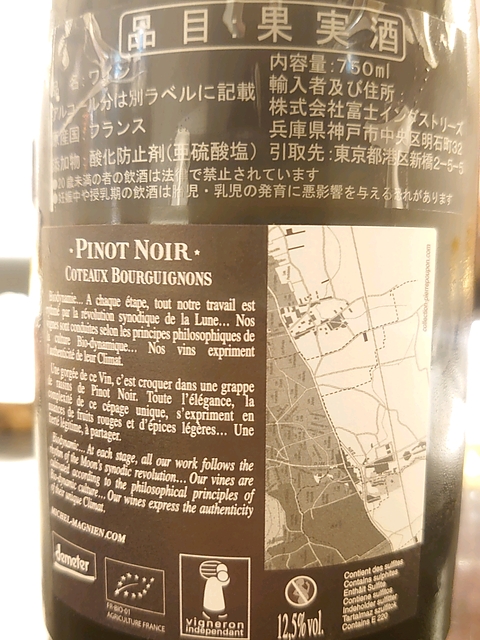 品目:果実酒
名:ワイン
アルコール分は別ラベルに記載
産国:フランス
添加物:酸化防止剤(亜硫酸塩)
内容量:750ml
輸入者及び住所:
株式会社富士インダストリーズ
兵庫県神戸市中央区明石町32
引取先:東京都港区新橋2-5-5
●20歳未満の者の飲酒は法律で禁止されています
●妊娠中や授乳期の飲酒は胎児・乳児の発育に悪影響を与えるおそれがあります
·PINOT NOIR·
COTEAUX BOURGUIGNONS
Biodynamie... A chaque étape, tout notre travail est
par la révolution synodique de la Lune... Nos
vignes sont conduites selon les principes philosophiques de
la culture Bio-dynamique... Nos vins expriment
l'authenticité de leur Climat.
Une gorgée de ce Vin, c'est croquer dans une grappe
de raisins de Pinot Noir. Toute l'élégance, la
complexité de ce cépage unique, s'expriment en
nuances de fruits rouges et d'épices légères... Une
fierté légitime, à partager.
Biodynamie... At each stage, all our work follows the
rhythm of the Moon's synodic revolution... Our vines are
cultivated according to the philosophical principles of
Bio-dynamic culture... Our wines express the authenticity
of their unique Climat.
MICHEL-MAGNIEN.COM
collection-pierrepoupon.com
demeter
FR-BIO-01
AGRICULTURE FRANCE
vigneron
indépendant
12,5% vol.
Contient des sulfites
Contains sulphites
Enthält Sulfite
Contiene sulfitos
Indeholder sulfitter
Tartalmaz szulfitok
Contains E 220